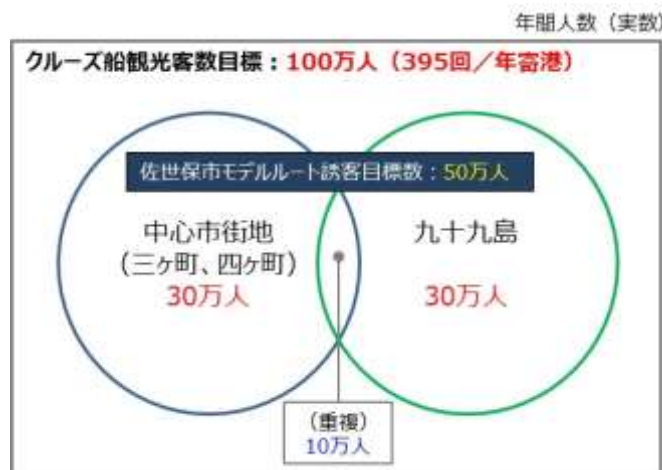 年間人数（実数）
クルーズ船観光客数目標：100万人（395回／年寄港）
佐世保市モデルルート誘客目標数：50万人
中心市街地
（三ヶ町、四ヶ町）
30万人
九十九島
30万人
（重複）
10万人